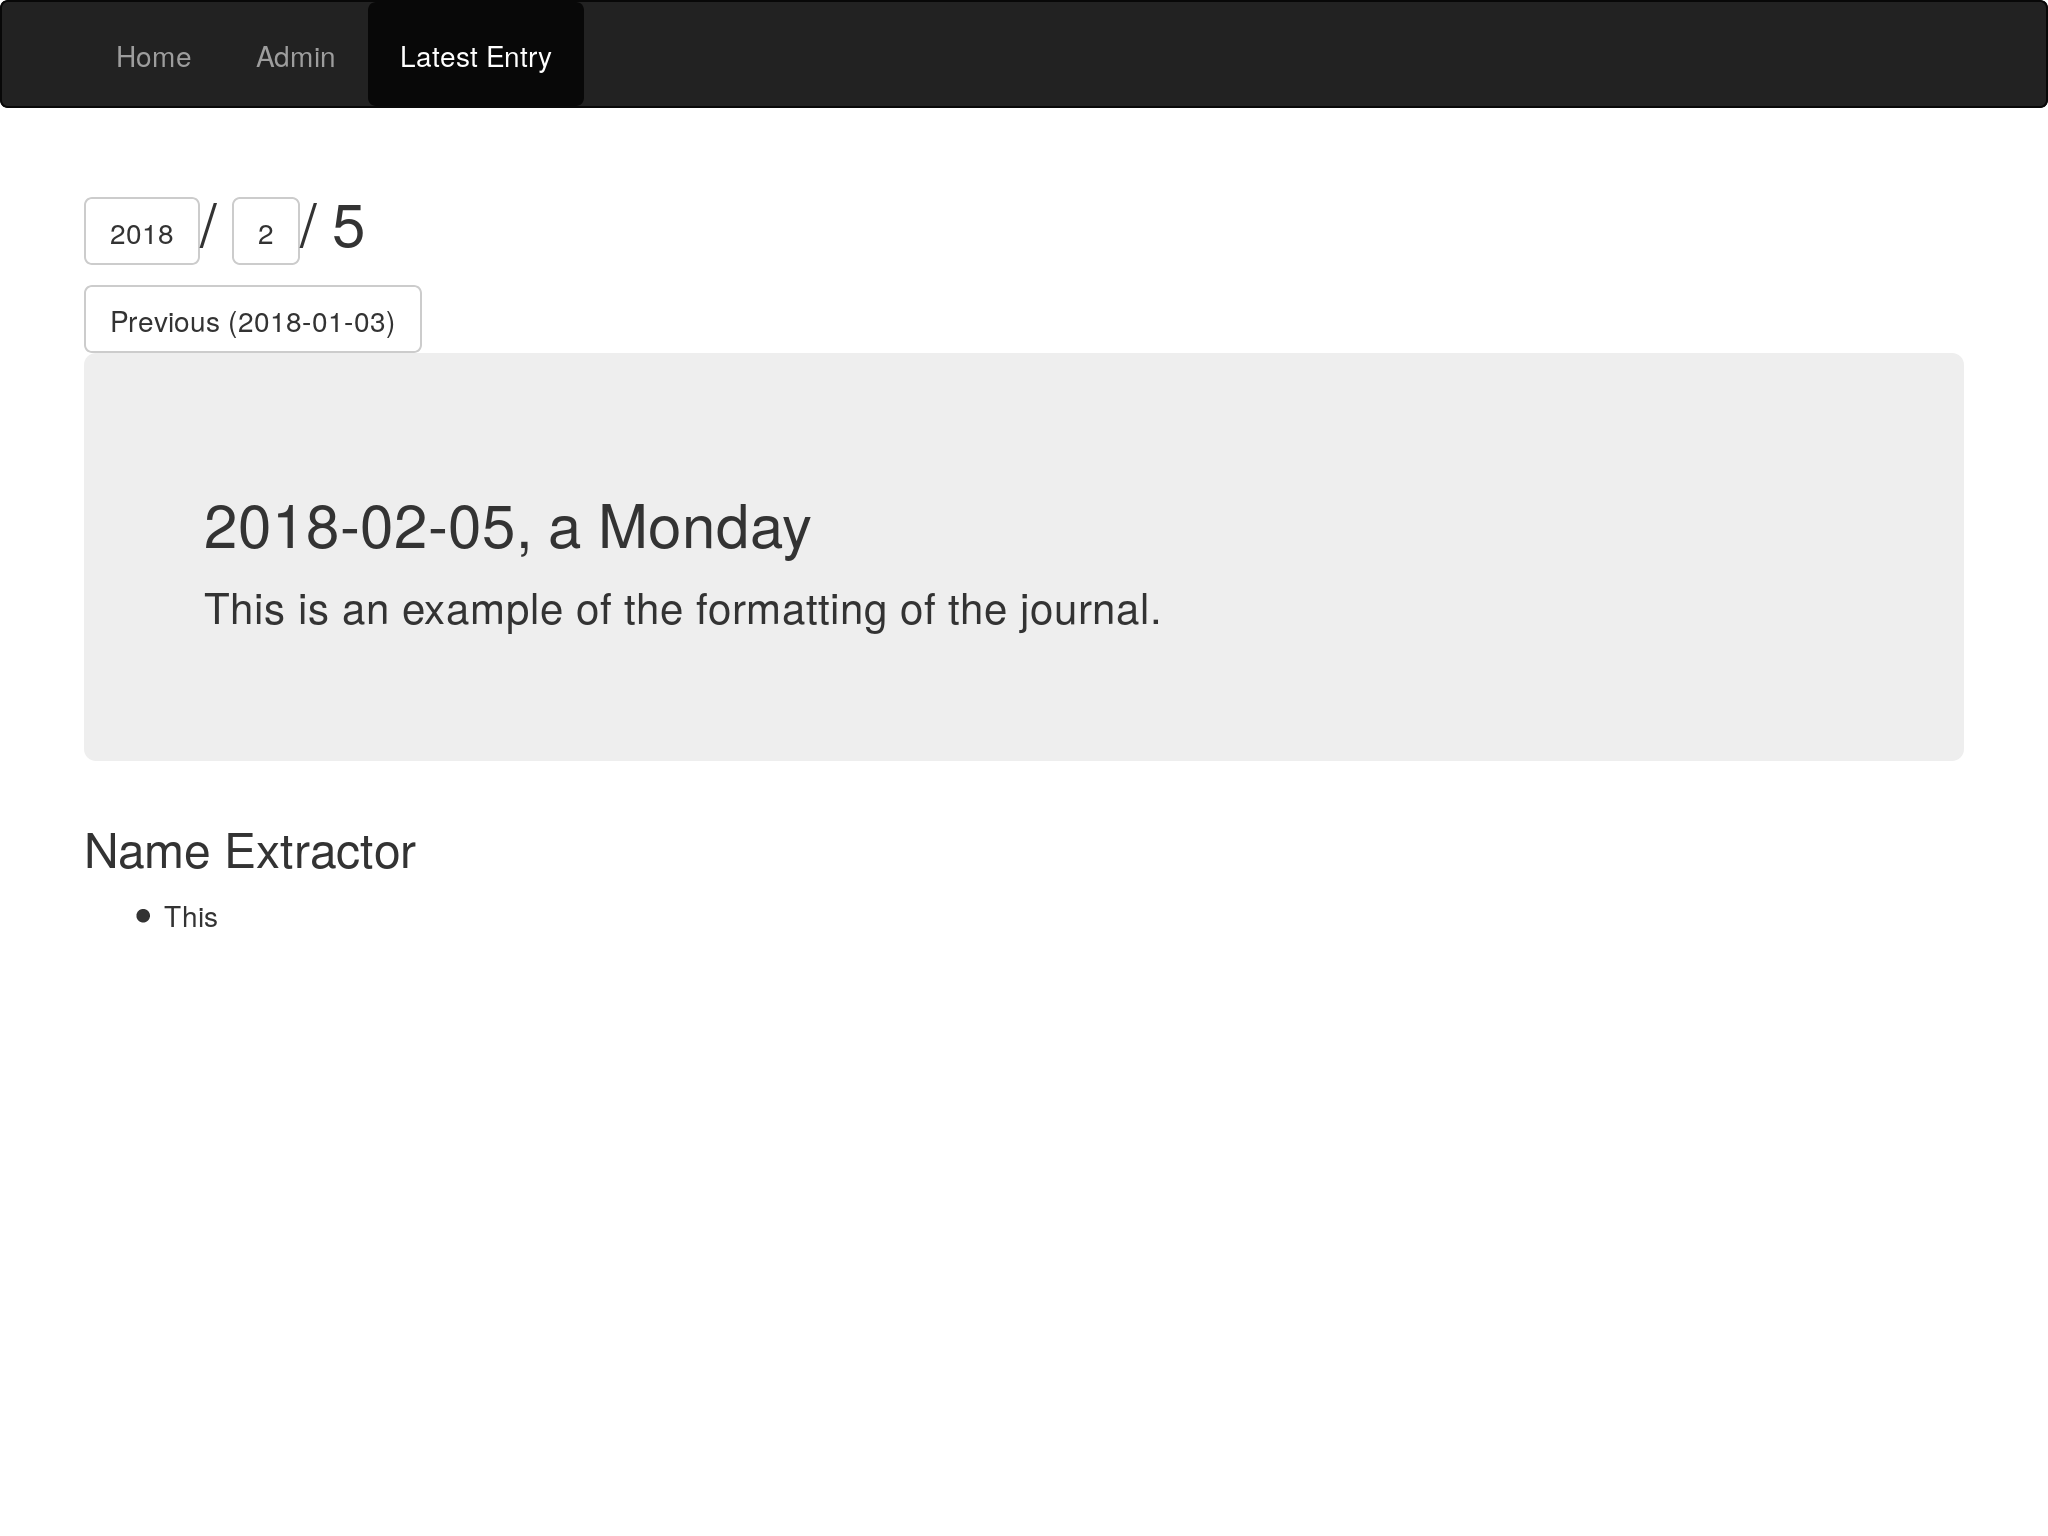 Home Admin Latest Entry
2018 / 2 / 5
Previous (2018-01-03)
2018-02-05, a Monday
This is an example of the formatting of the journal.
Name Extractor
This